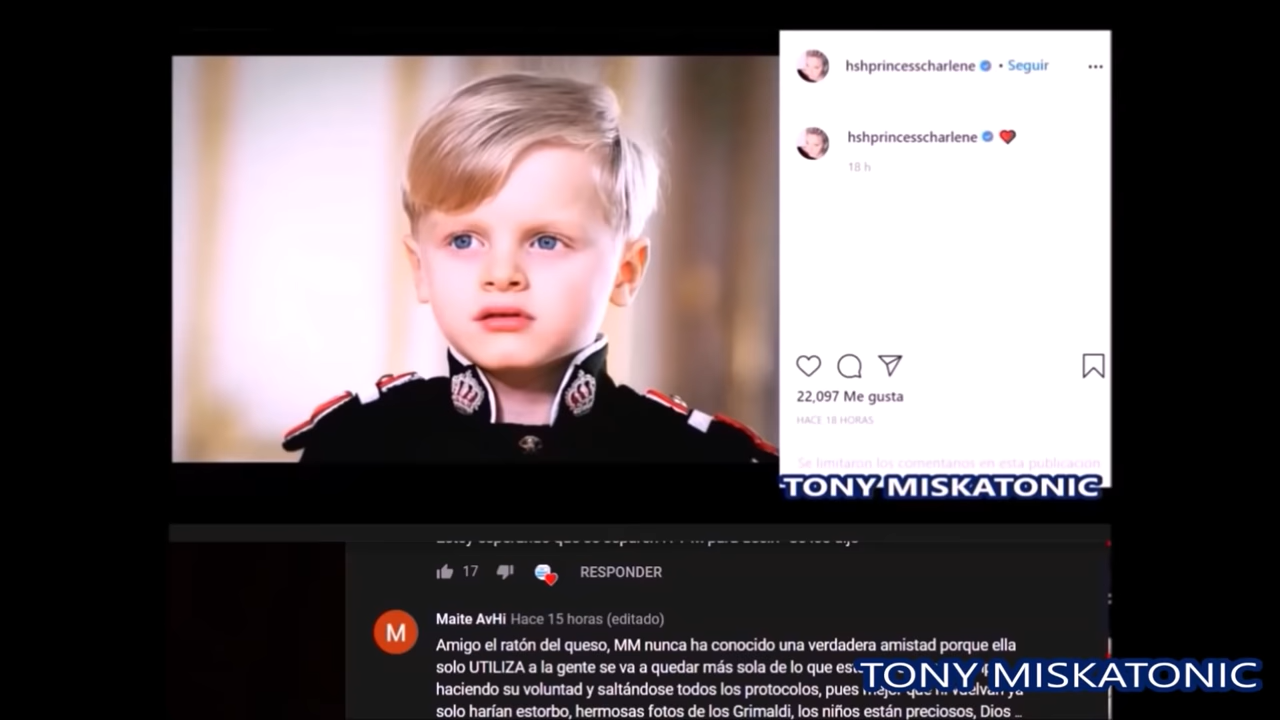 hshprincesscharlene • Seguir
hshprincesscharlene
18 h
22,097 Me gusta
HACE 18 HORAS
Se limitaron los comentarios en esta publicación
TONY MISKATONIC
17 RESPONDER
M
Maite AvHi Hace 15 horas (editado)
Amigo el ratón del queso, MM nunca ha conocido una verdadera amistad porque ella
solo UTILIZA a la gente se va a quedar más sola de lo que
haciendo su voluntad y saltándose todos los protocolos, pues mejor que
solo harían estorbo, hermosas fotos de los Grimaldi, los niños están preciosos, Dios ...
TONY MISKATONIC